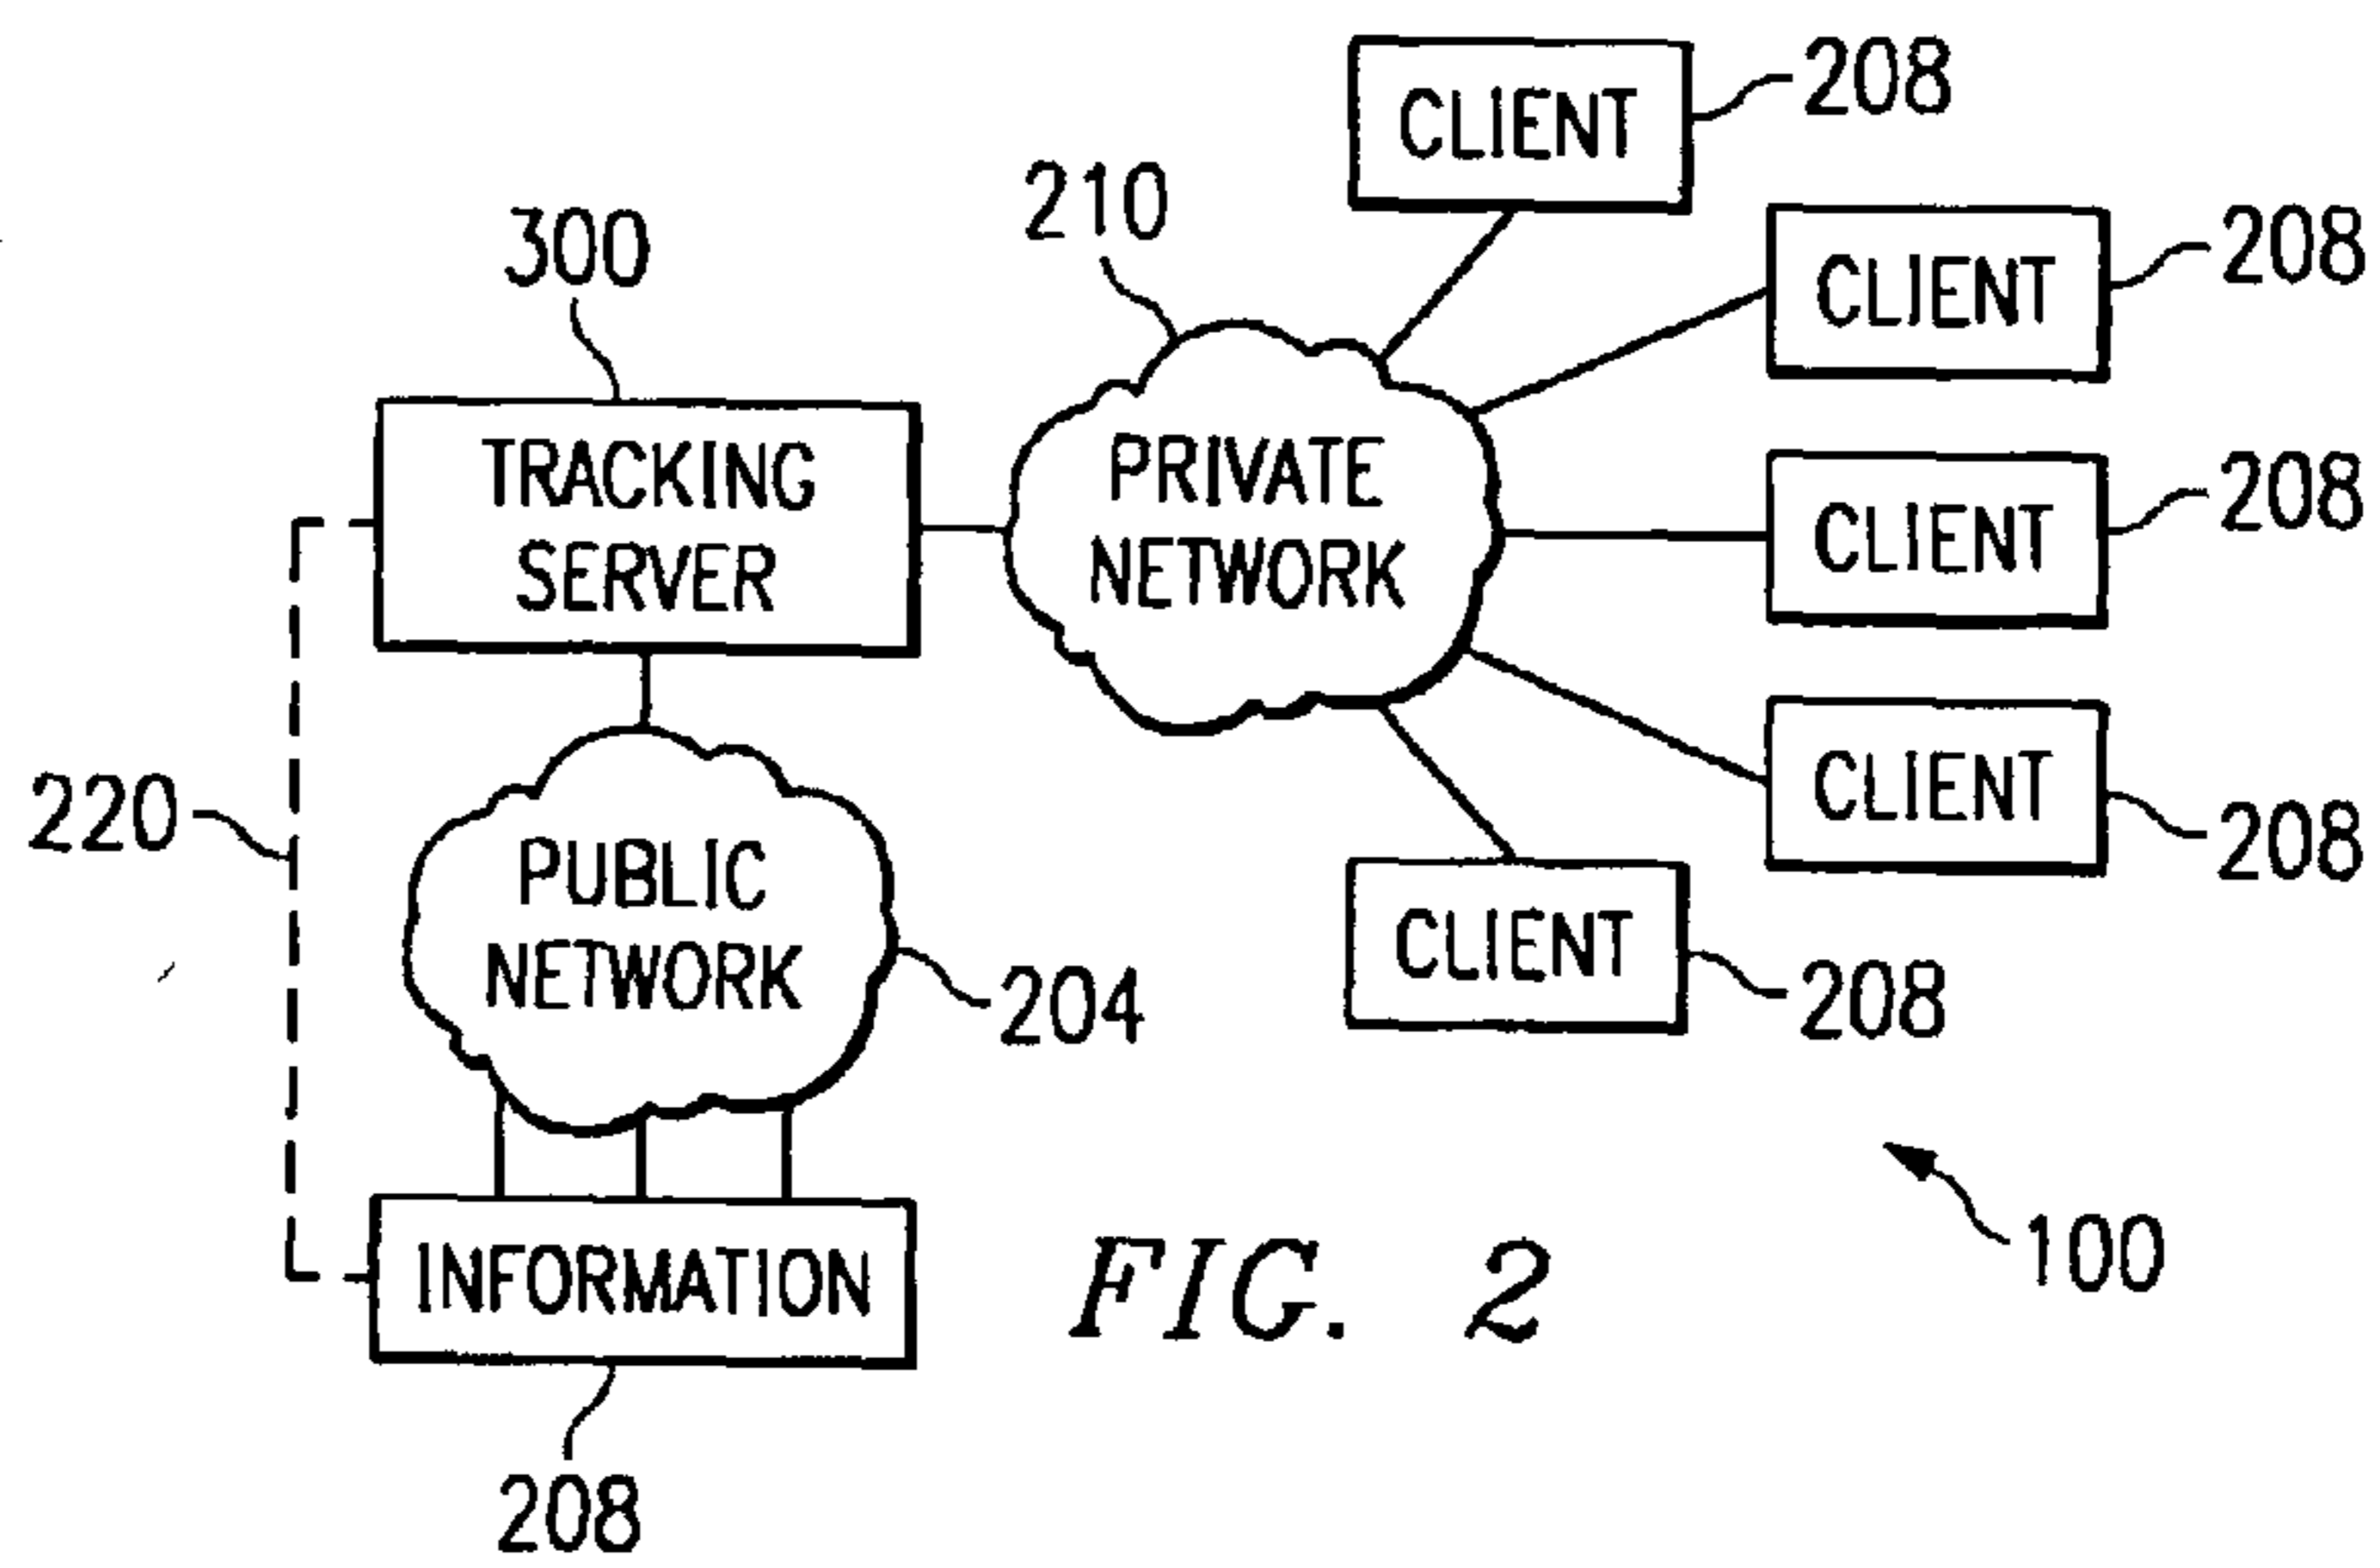 CLIENT
208
210
300
CLIENT
208
TRACKING
SERVER
PRIVATE
NETWORK
CLIENT
208
220
PUBLIC
NETWORK
204
CLIENT
208
CLIENT
208
INFORMATION
208
FIG. 2
100